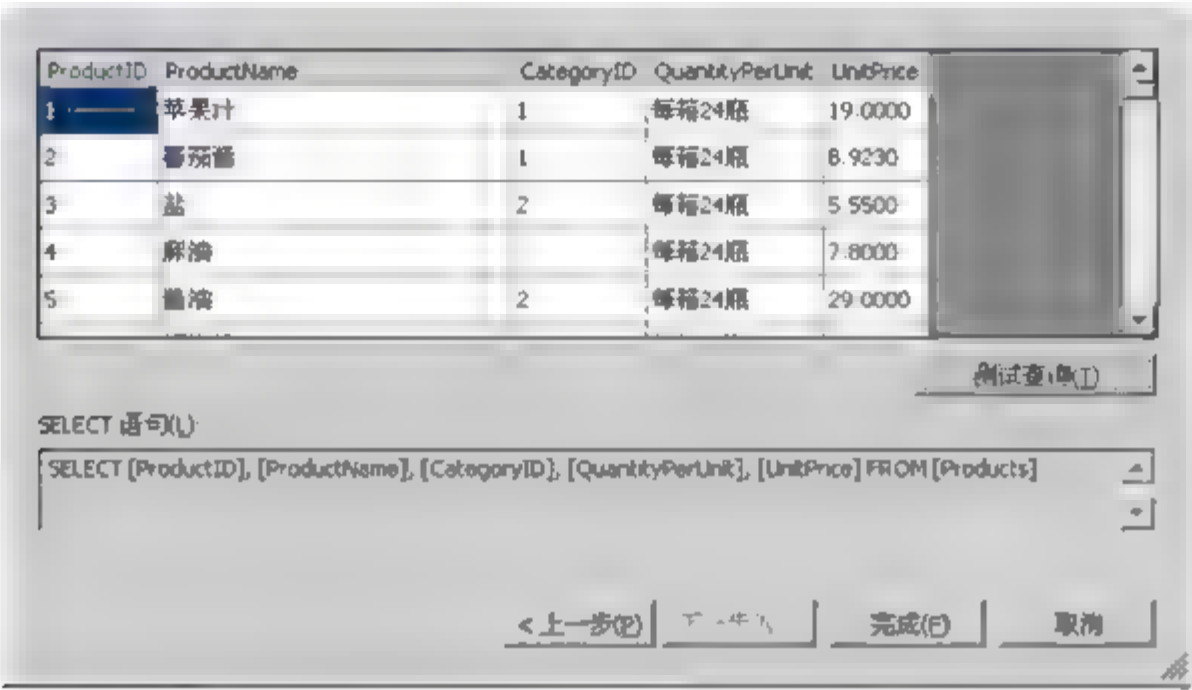 ProductID ProductName CategoryID QuantityPerUnit UnitPrice
1 苹果汁 1 每箱24瓶 19.0000
2 番茄酱 1 每箱24瓶 8.9230
3 盐 2 每箱24瓶 5.5500
4 麻油 每箱24瓶 7.8000
5 酱油 2 每箱24瓶 29.0000
测试查询(T)
SELECT 语句(L):
SELECT [ProductID], [ProductName], [CategoryID], [QuantityPerUnit], [UnitPrice] FROM [Products]
< 上一步(P) 完成(F) 取消